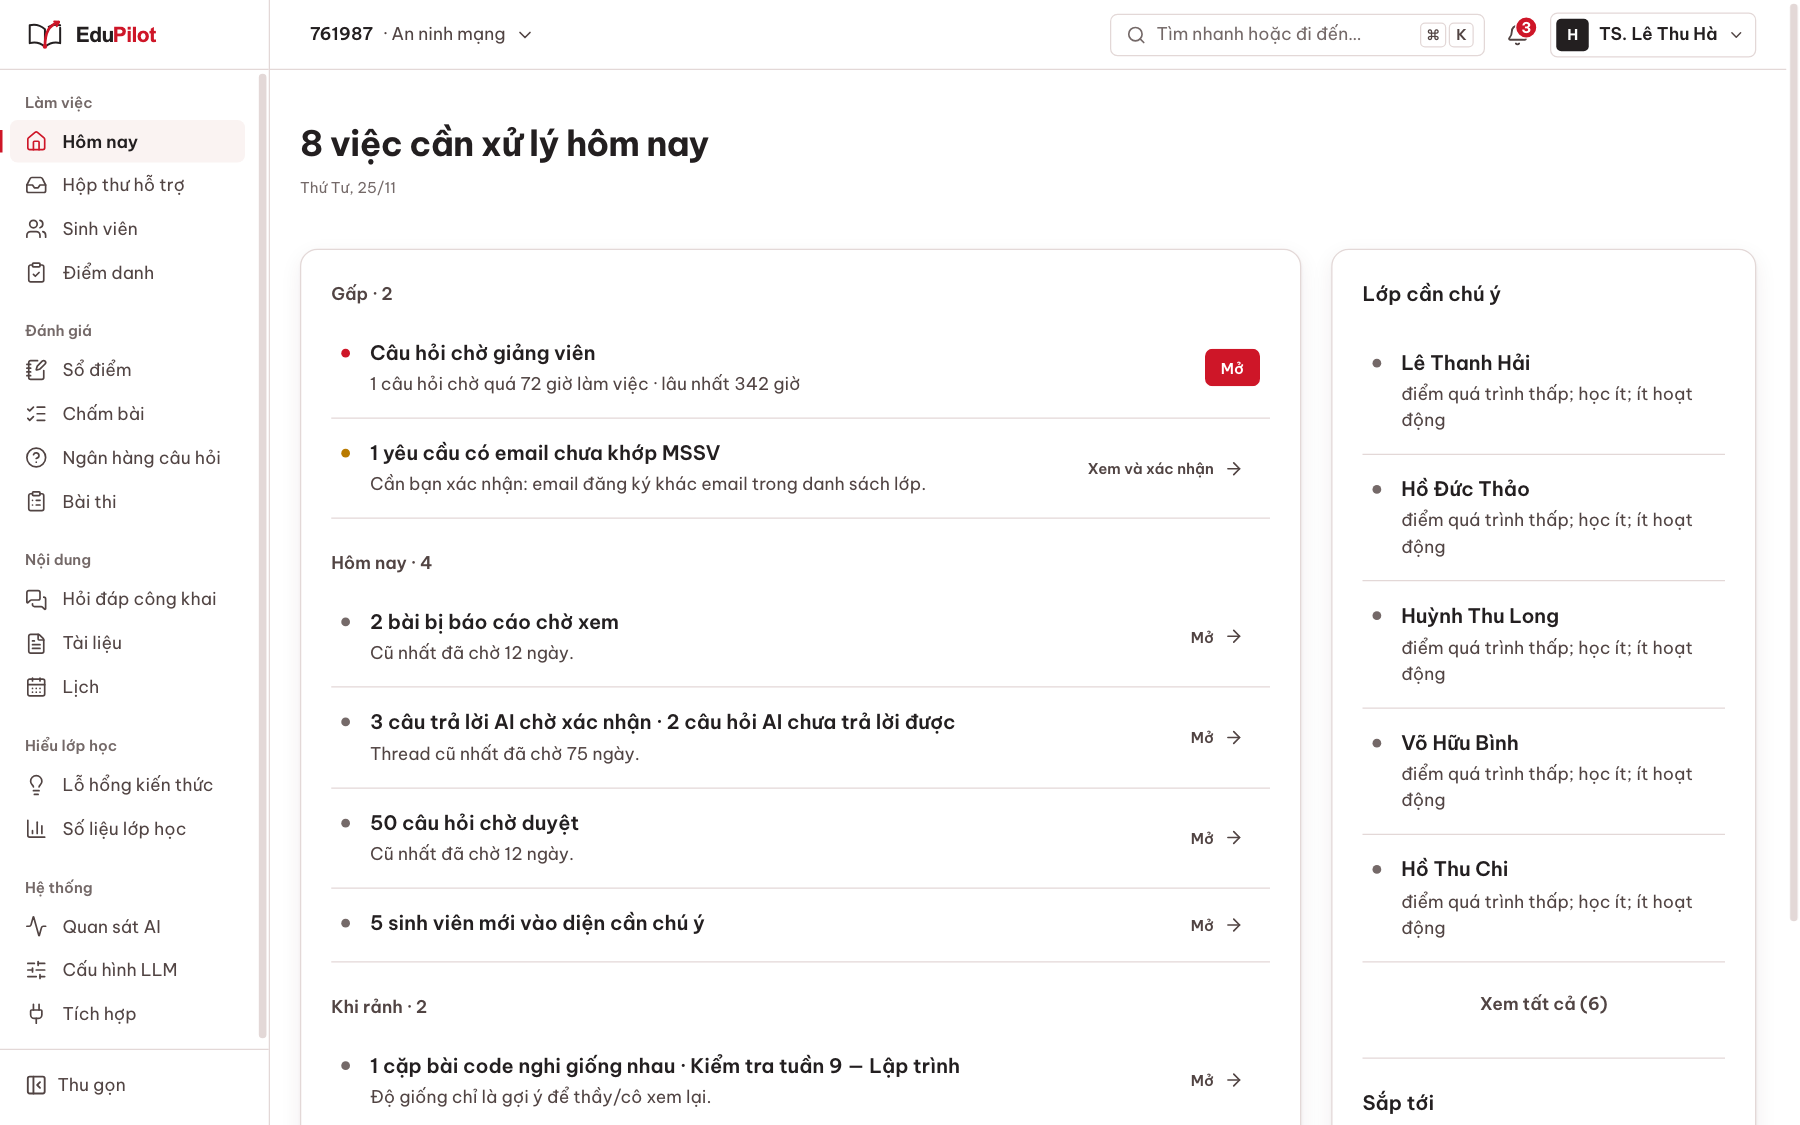 EduPilot
761987 · An ninh mạng
Tìm nhanh hoặc đi đến...
⌘ K
3
H
TS. Lê Thu Hà
Làm việc
Hôm nay
Hộp thư hỗ trợ
Sinh viên
Điểm danh
Đánh giá
Sổ điểm
Chấm bài
Ngân hàng câu hỏi
Bài thi
Nội dung
Hỏi đáp công khai
Tài liệu
Lịch
Hiểu lớp học
Lỗ hổng kiến thức
Số liệu lớp học
Hệ thống
Quan sát AI
Cấu hình LLM
Tích hợp
Thu gọn
8 việc cần xử lý hôm nay
Thứ Tư, 25/11
Gấp · 2
Câu hỏi chờ giảng viên
1 câu hỏi chờ quá 72 giờ làm việc · lâu nhất 342 giờ
Mở
1 yêu cầu có email chưa khớp MSSV
Cần bạn xác nhận: email đăng ký khác email trong danh sách lớp.
Xem và xác nhận
Hôm nay · 4
2 bài bị báo cáo chờ xem
Cũ nhất đã chờ 12 ngày.
Mở
3 câu trả lời AI chờ xác nhận · 2 câu hỏi AI chưa trả lời được
Thread cũ nhất đã chờ 75 ngày.
Mở
50 câu hỏi chờ duyệt
Cũ nhất đã chờ 12 ngày.
Mở
5 sinh viên mới vào diện cần chú ý
Mở
Khi rảnh · 2
1 cặp bài code nghi giống nhau · Kiểm tra tuần 9 — Lập trình
Độ giống chỉ là gợi ý để thầy/cô xem lại.
Mở
Lớp cần chú ý
Lê Thanh Hải
điểm quá trình thấp; học ít; ít hoạt
động
Hồ Đức Thảo
điểm quá trình thấp; học ít; ít hoạt
động
Huỳnh Thu Long
điểm quá trình thấp; học ít; ít hoạt
động
Võ Hữu Bình
điểm quá trình thấp; học ít; ít hoạt
động
Hồ Thu Chi
điểm quá trình thấp; học ít; ít hoạt
động
Xem tất cả (6)
Sắp tới